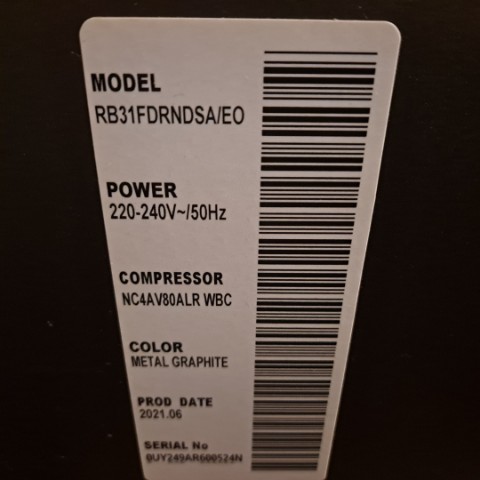 MODEL
RB31FDRNDSA/EO
POWER
220-240V~/50Hz
COMPRESSOR
NC4AV80ALR WBC
COLOR
METAL GRAPHITE
PROD DATE
2021.06
SERIAL No
0UY249AR600524N